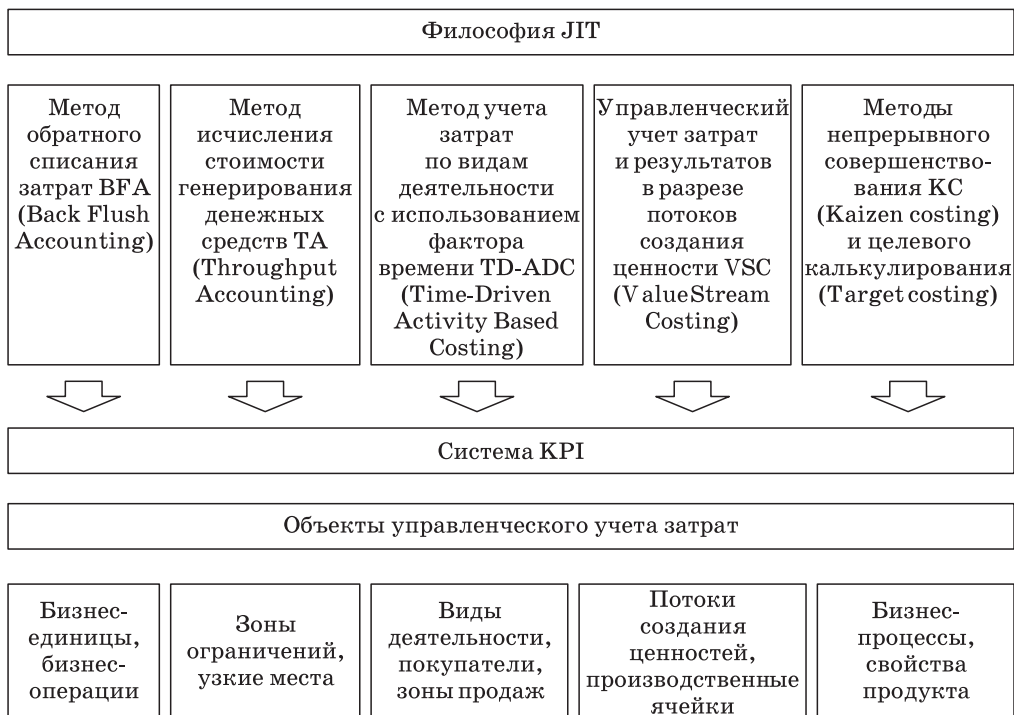 Философия JIT
Метод
обратного
списания
затрат BFA
(Back Flush
Accounting)
Метод
исчисления
стоимости
генерирования
денежных
средств TA
(Throughput
Accounting)
Метод учета
затрат
по видам
деятельности
с использованием
фактора
времени TD-ADC
(Time-Driven
Activity Based
Costing)
Управленческий
учет затрат
и результатов
в разрезе
потоков
создания
ценности VSC
(Value Stream
Costing)
Методы
непрерывного
совершенство-
вания KC
(Kaizen costing)
и целевого
калькулирования
(Target costing)
Система KPI
Объекты управленческого учета затрат
Бизнес-
единицы,
бизнес-
операции
Зоны
ограничений,
узкие места
Виды
деятельности,
покупатели,
зоны продаж
Потоки
создания
ценностей,
производственные
ячейки
Бизнес-
процессы,
свойства
продукта